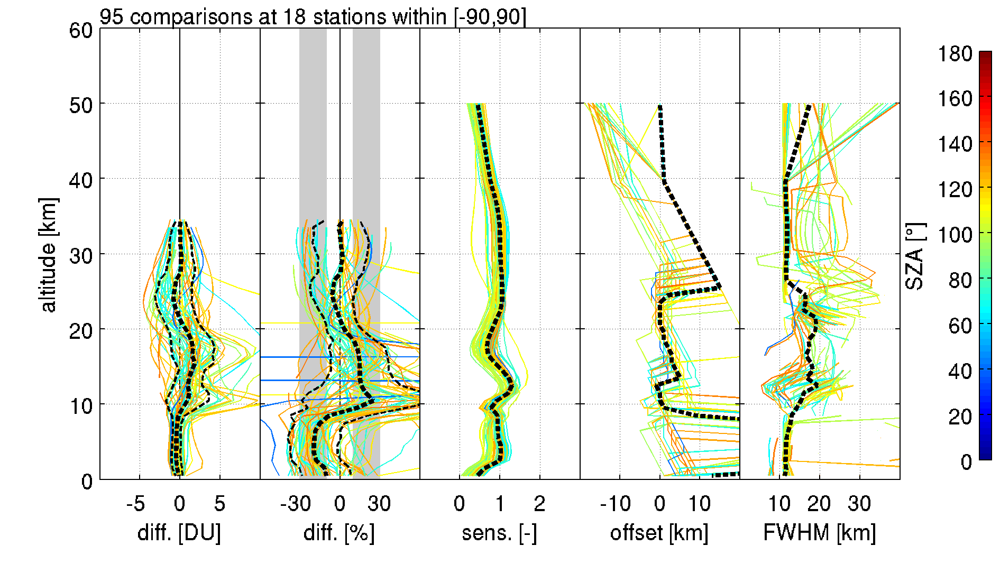 95 comparisons at 18 stations within [-90,90]
60
50
40
30
20
10
0
altitude [km]
-5 0 5
diff. [DU]
-30 0 30
diff. [%]
0 1 2
sens. [-]
-10 0 10
offset [km]
10 20 30
FWHM [km]
SZA [°]
180
160
140
120
100
80
60
40
20
0